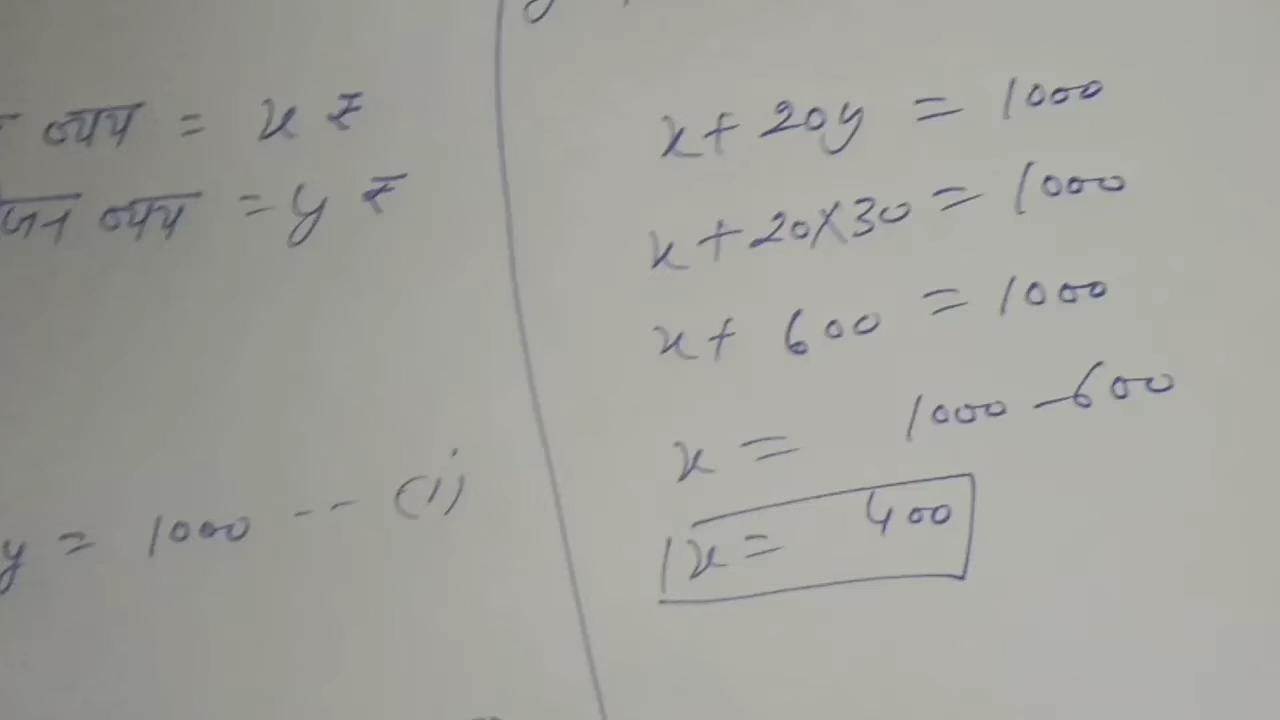 व्यय = x ₹
व्यय = y ₹
y = 1000 -- (i)
x + 20y = 1000
x + 20×30 = 1000
x + 600 = 1000
x = 1000 - 600
x = 400